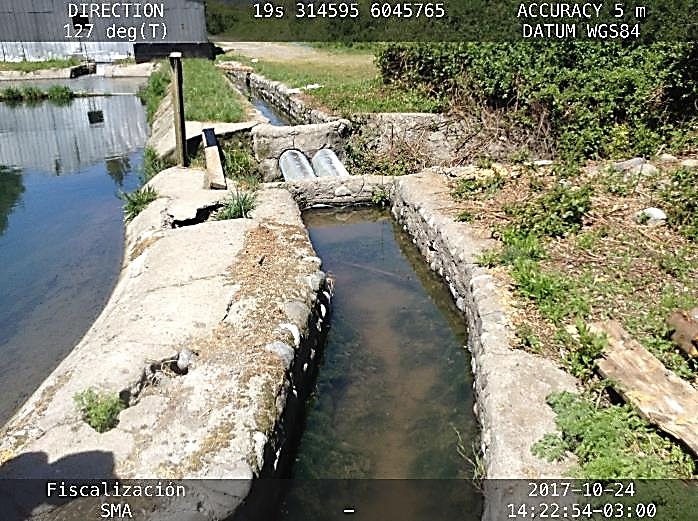 DIRECTION
127 deg(T)
19s 314595 6045765
ACCURACY 5 m
DATUM WGS84
Fiscalización
SMA
–
2017-10-24
14:22:54-03:00